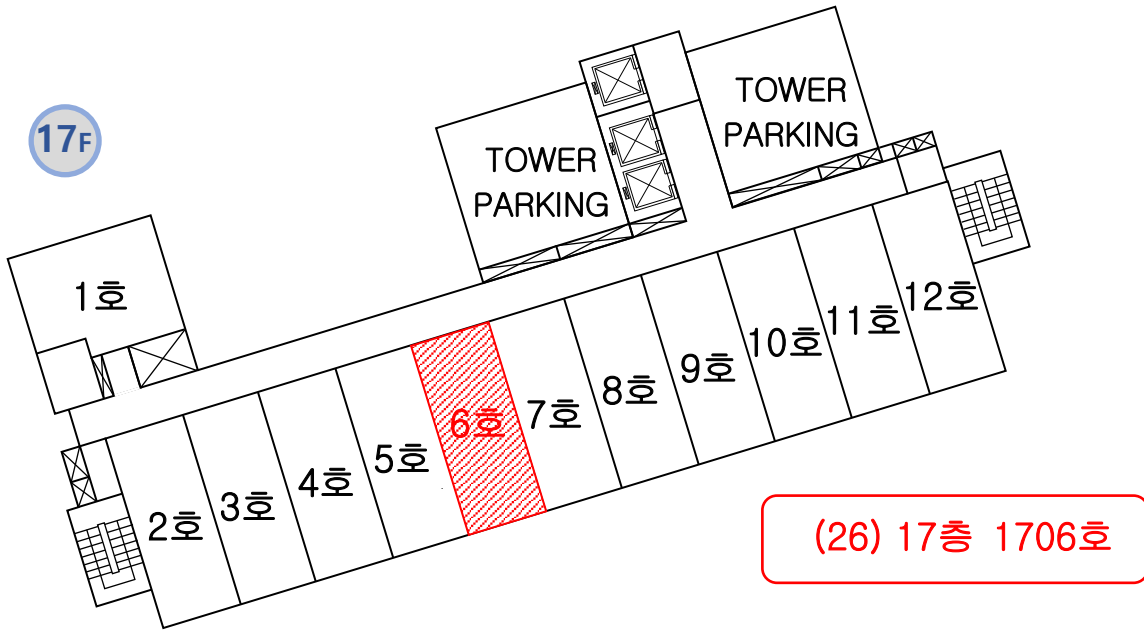 17F
TOWER
PARKING
TOWER
PARKING
1호
2호
3호
4호
5호
6호
7호
8호
9호
10호
11호
12호
(26) 17층 1706호